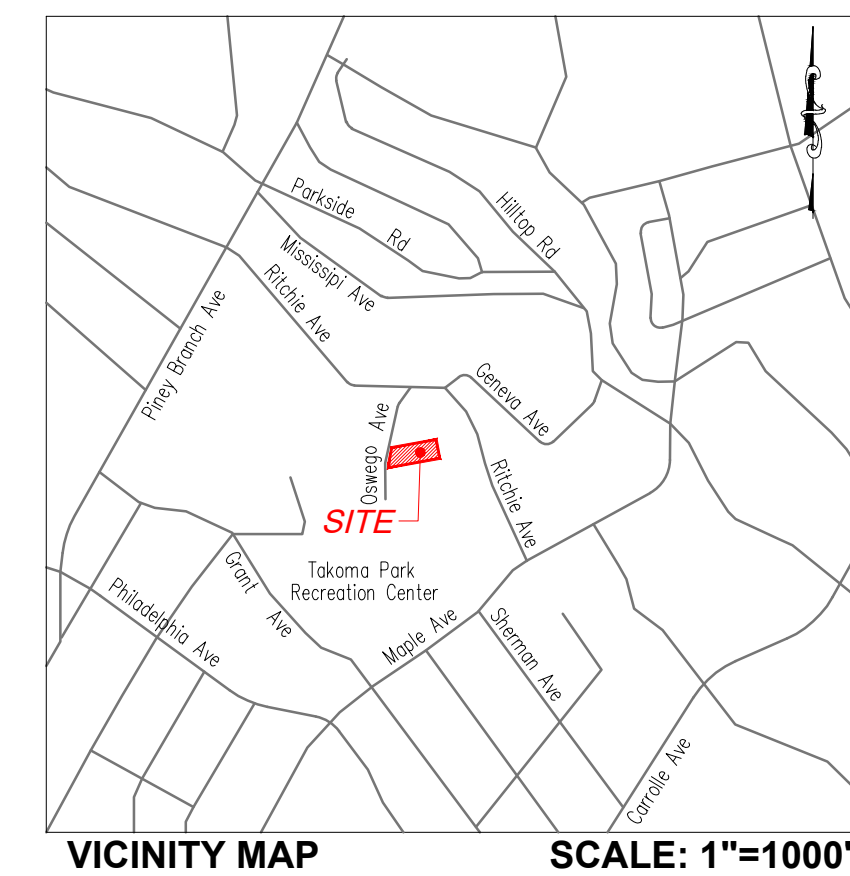 Parkside
Rd
Hilltop Rd
Mississipi Ave
Ritchie Ave
Piney Branch Ave
Geneva Ave
Oswego Ave
Ritchie Ave
SITE
Takoma Park
Recreation Center
Grant
Ave
Philadelphia Ave
Maple Ave
Sherman Ave
Carrolle Ave
VICINITY MAP
SCALE: 1"=1000'